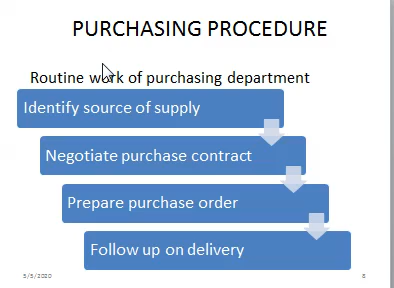 PURCHASING PROCEDURE
Routine work of purchasing department
Identify source of supply
Negotiate purchase contract
Prepare purchase order
Follow up on delivery
5/5/2020
8